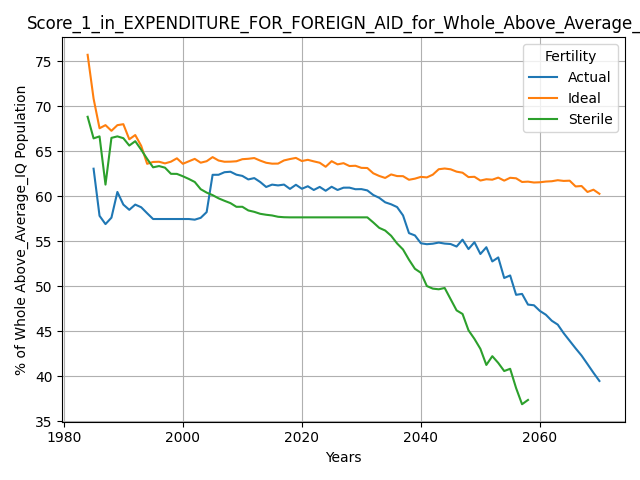 Score_1_in_EXPENDITURE_FOR_FOREIGN_AID_for_Whole_Above_Average_
Fertility
Actual
Ideal
Sterile
% of Whole Above_Average_IQ Population
75
70
65
60
55
50
45
40
35
1980
2000
2020
2040
2060
Years